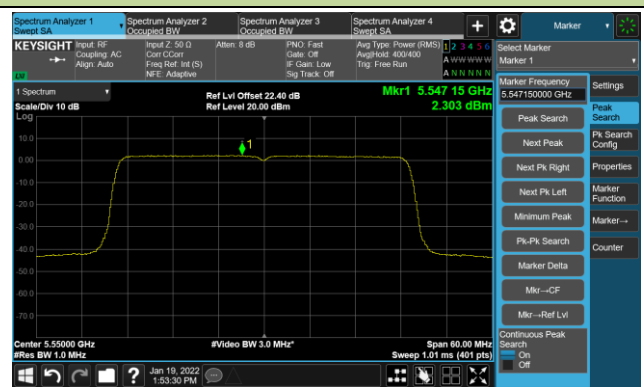 Spectrum Analyzer 1
Swept SA
Spectrum Analyzer 2
Occupied BW
Spectrum Analyzer 3
Occupied BW
Spectrum Analyzer 4
Swept SA
+
Marker
KEYSIGHT
Input: RF
Coupling: AC
Align: Auto
Input Z: 50 Ω
Corr CCorr
Freq Ref: Int (S)
NFE: Adaptive
Atten: 8 dB
PNO: Fast
Gate: Off
IF Gain: Low
Sig Track: Off
Avg Type: Power (RMS)
Avg|Hold: 400/400
Trig: Free Run
1 2 3 4 5 6
A W W W W W
A N N N N N
LW
Select Marker
Marker 1
1 Spectrum
Scale/Div 10 dB
Log
Ref Lvl Offset 22.40 dB
Ref Level 20.00 dBm
Mkr1 5.547 15 GHz
2.303 dBm
1
10.0
0.00
-10.0
-20.0
-30.0
-40.0
-50.0
-60.0
-70.0
Center 5.55000 GHz
#Res BW 1.0 MHz
#Video BW 3.0 MHz*
Span 60.00 MHz
Sweep 1.01 ms (401 pts)
Marker Frequency
5.547150000 GHz
Peak Search
Next Peak
Next Pk Right
Next Pk Left
Minimum Peak
Pk-Pk Search
Marker Delta
Mkr→CF
Mkr→Ref Lvl
Continuous Peak
Search
On
Off
Settings
Peak
Search
Pk Search
Config
Properties
Marker
Function
Marker→
Counter
?
Jan 19, 2022
1:53:30 PM